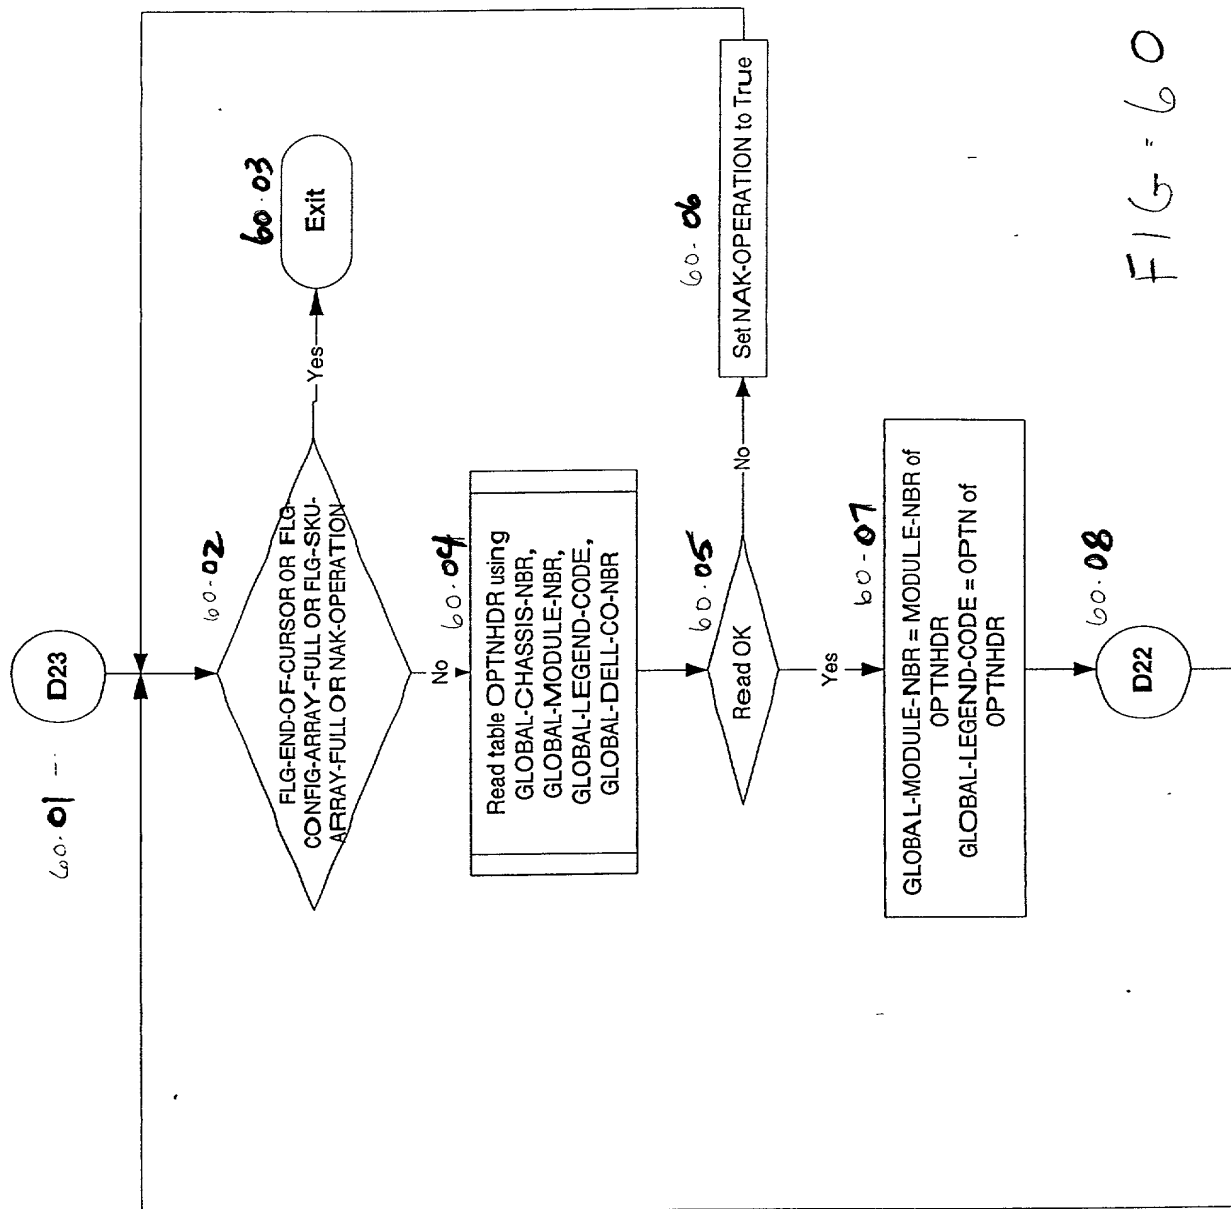 60.01
D23
60.02
FLG-END-OF-CURSOR OR FLG-
CONFIG-ARRAY-FULL OR FLG-SKU-
ARRAY-FULL OR NAK-OPERATION
Yes
60.03
Exit
No
60.04
Read table OPTNHDR using
GLOBAL-CHASSIS-NBR,
GLOBAL-MODULE-NBR,
GLOBAL-LEGEND-CODE,
GLOBAL-DELL-CO-NBR
60.05
Read OK
No
60.06
Set NAK-OPERATION to True
Yes
60.07
GLOBAL-MODULE-NBR = MODULE-NBR of
OPTNHDR
GLOBAL-LEGEND-CODE = OPTN of
OPTNHDR
60.08
D22
FIG = 60